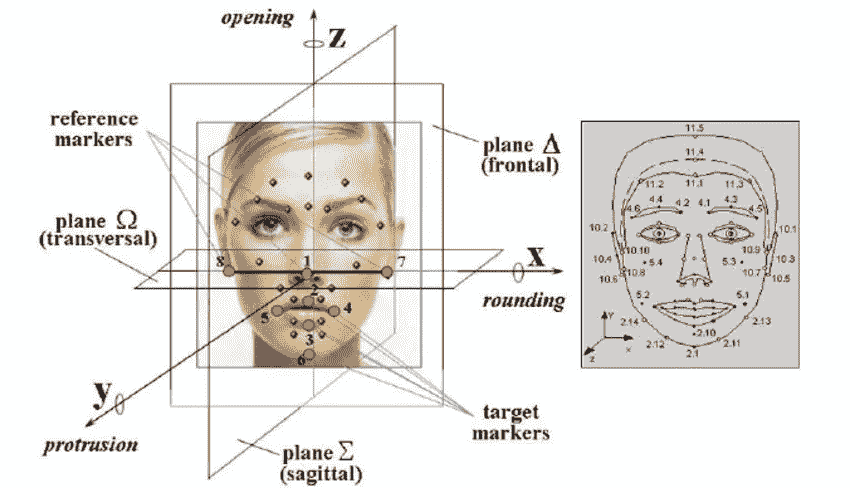 opening
Z
reference
markers
plane Δ
(frontal)
plane Ω
(transversal)
8
1
7
X
rounding
2
5
4
3
6
y
protrusion
target
markers
plane Σ
(sagittal)
11.5
11.4
11.2
11.1
11.3
4.6
4.4
4.2
4.1
4.3
4.5
10.2
10.1
10.10
10.9
10.4
5.4
5.3
10.3
10.8
10.7
10.6
10.5
5.2
5.1
2.14
2.13
2.10
2.12
2.11
2.1
Y
X
Z